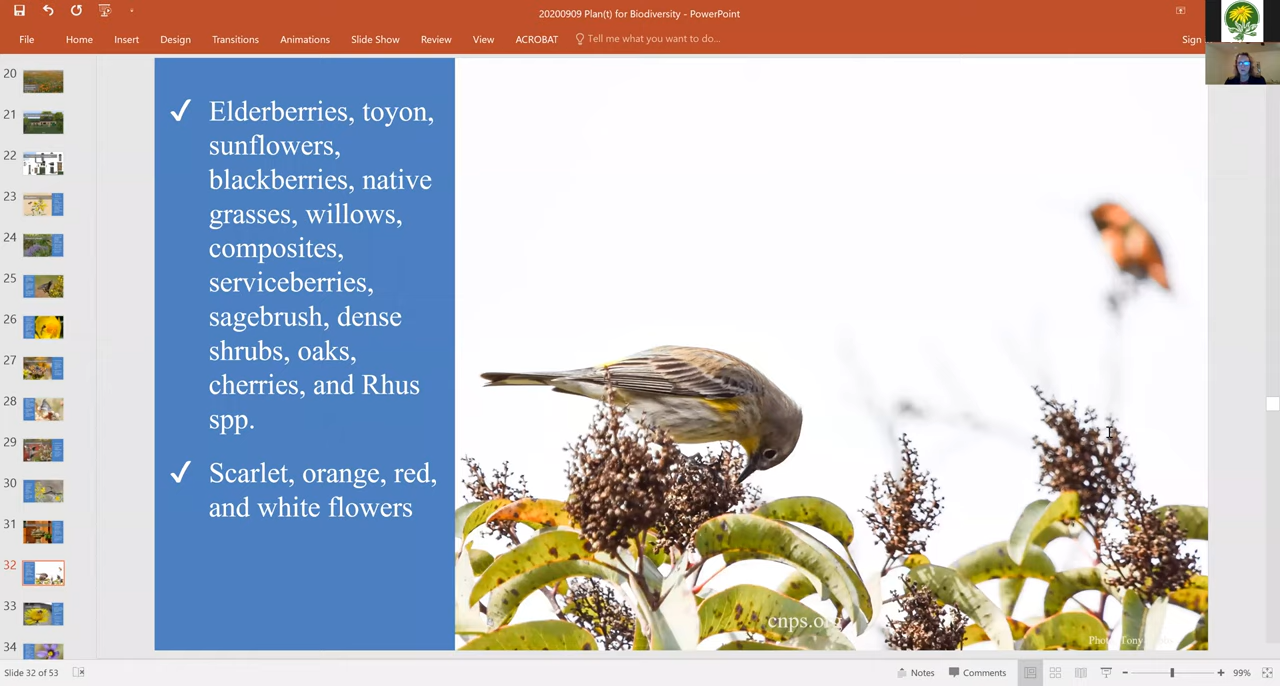 20200909 Plan(t) for Biodiversity - PowerPoint
File Home Insert Design Transitions Animations Slide Show Review View ACROBAT Tell me what you want to do... Sign
20
21
22
23
24
25
26
27
28
29
30
31
32
33
34
✓ Elderberries, toyon,
sunflowers,
blackberries, native
grasses, willows,
composites,
serviceberries,
sagebrush, dense
shrubs, oaks,
cherries, and Rhus
spp.
✓ Scarlet, orange, red,
and white flowers
cnps.org
Tony
Slide 32 of 53 Notes Comments 99%